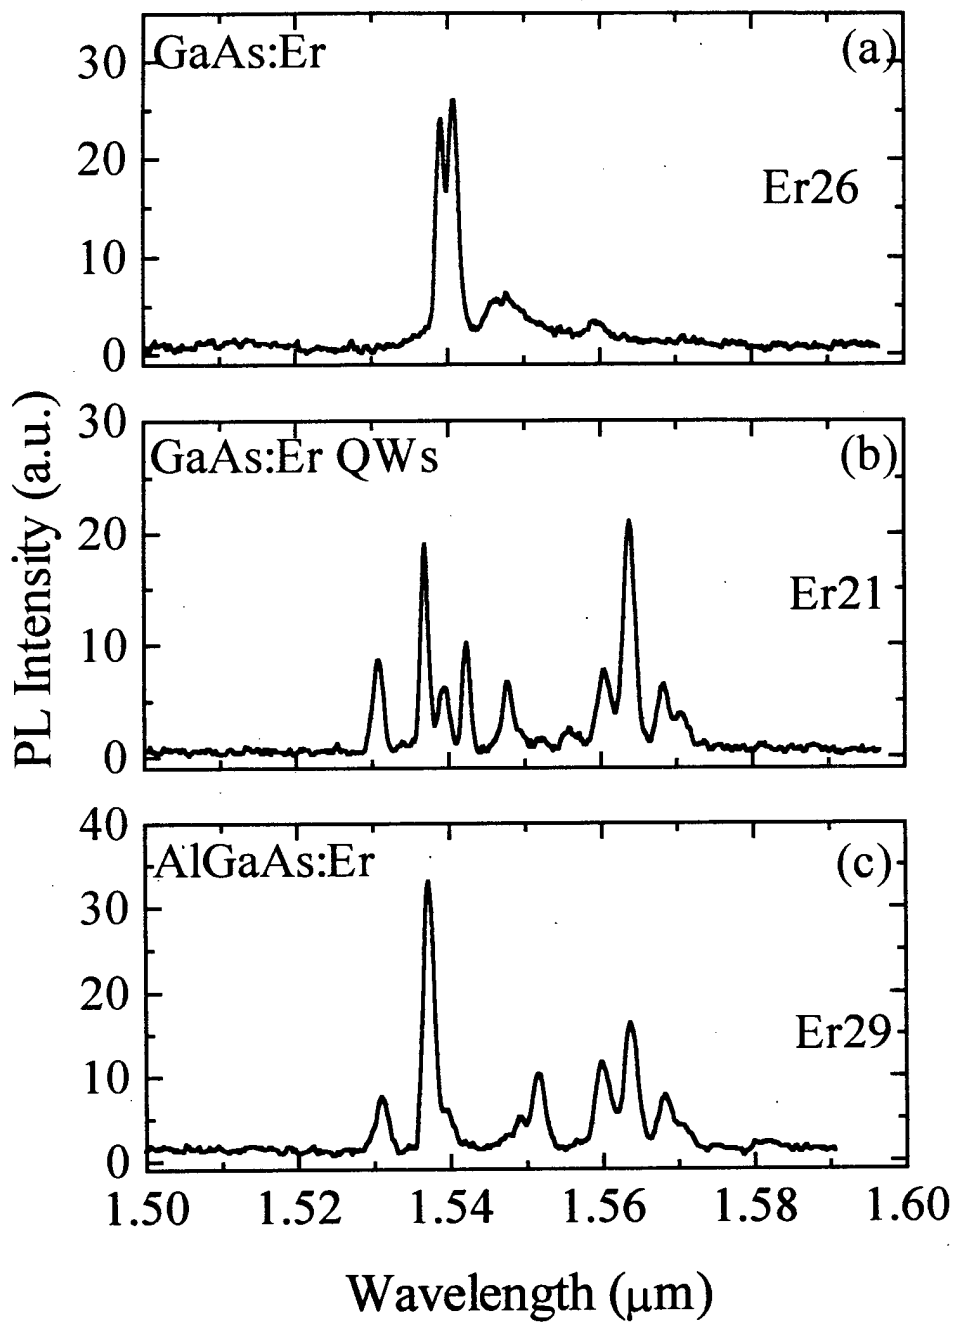 GaAs:Er
(a)
30
20
10
0
Er26
PL Intensity (a.u.)
GaAs:Er QWs
(b)
30
20
10
0
Er21
AlGaAs:Er
(c)
40
30
20
10
0
Er29
1.50 1.52 1.54 1.56 1.58 1.60
Wavelength (μm)